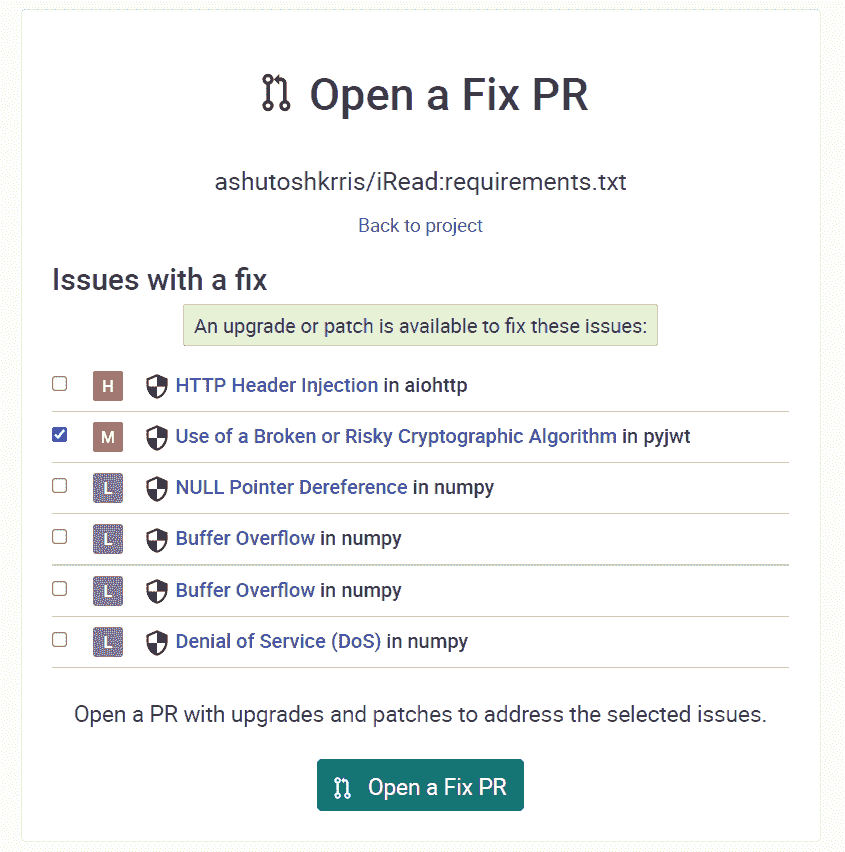 Open a Fix PR
ashutoshkrris/iRead:requirements.txt
Back to project
Issues with a fix
An upgrade or patch is available to fix these issues:
H HTTP Header Injection in aiohttp
M Use of a Broken or Risky Cryptographic Algorithm in pyjwt
L NULL Pointer Dereference in numpy
L Buffer Overflow in numpy
L Buffer Overflow in numpy
L Denial of Service (DoS) in numpy
Open a PR with upgrades and patches to address the selected issues.
Open a Fix PR